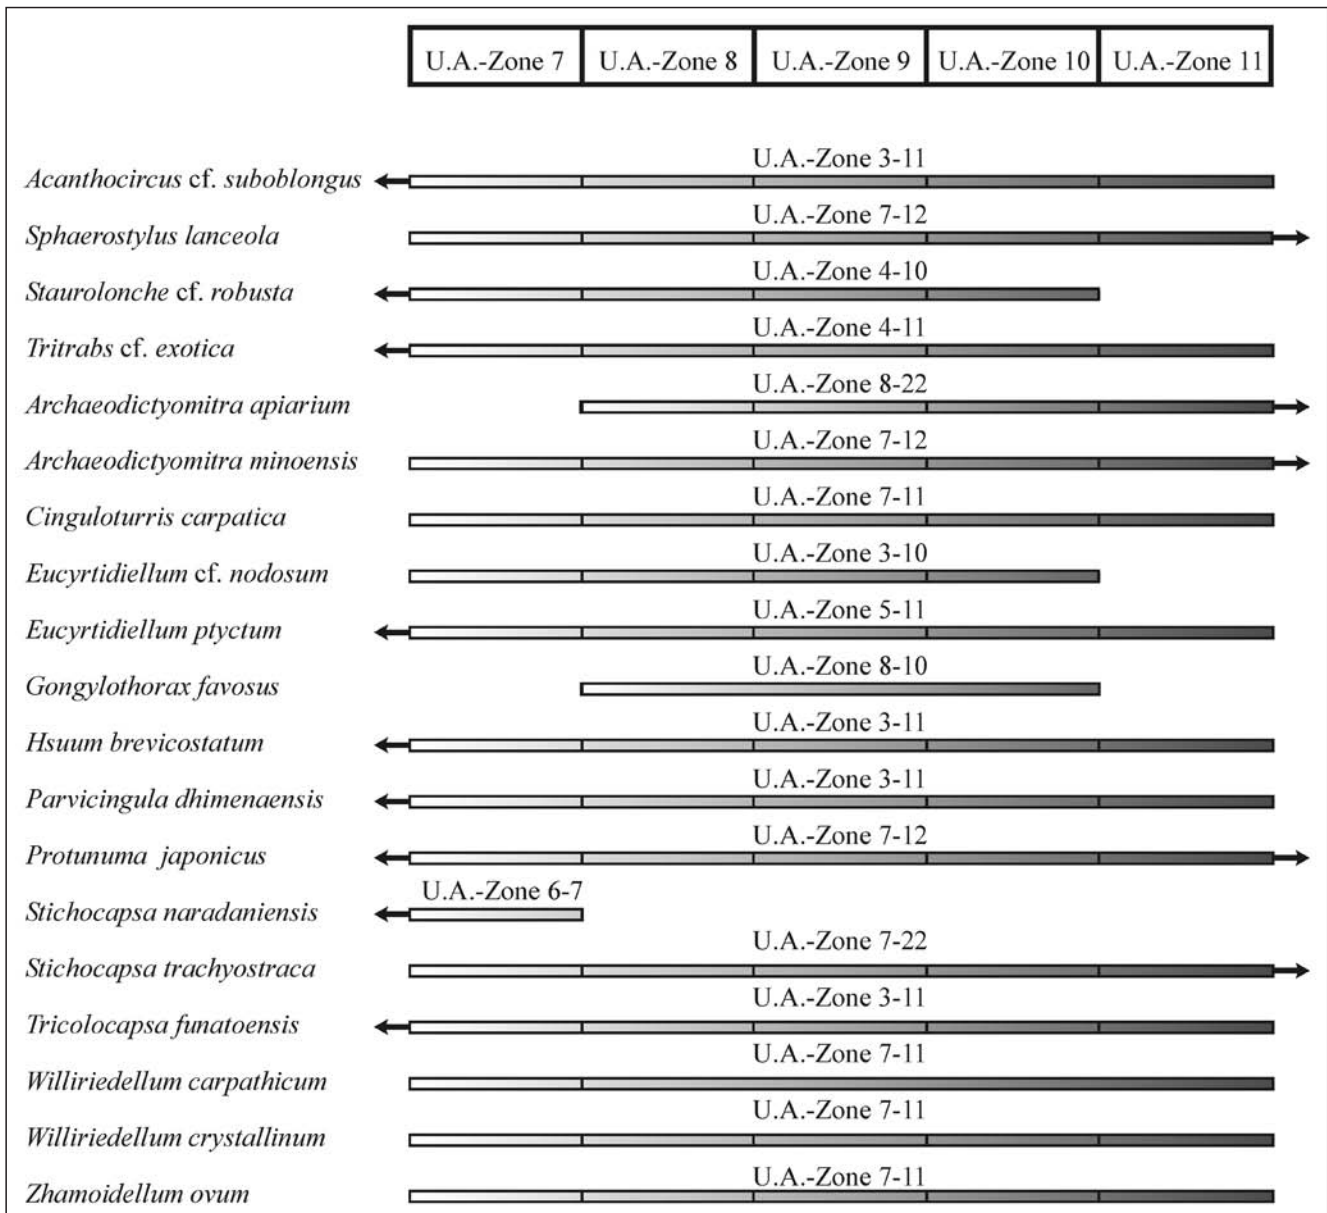 U.A.-Zone 7 U.A.-Zone 8 U.A.-Zone 9 U.A.-Zone 10 U.A.-Zone 11
U.A.-Zone 3-11
Acanthocircus cf. suboblongus
U.A.-Zone 7-12
Sphaerostylus lanceola
U.A.-Zone 4-10
Staurolonche cf. robusta
U.A.-Zone 4-11
Tritrabs cf. exotica
U.A.-Zone 8-22
Archaeodictyomitra apiarium
U.A.-Zone 7-12
Archaeodictyomitra minoensis
U.A.-Zone 7-11
Cinguloturris carpatica
U.A.-Zone 3-10
Eucyrtidiellum cf. nodosum
U.A.-Zone 5-11
Eucyrtidiellum ptyctum
U.A.-Zone 8-10
Gongylothorax favosus
U.A.-Zone 3-11
Hsuum brevicostatum
U.A.-Zone 3-11
Parvicingula dhimenaensis
U.A.-Zone 7-12
Protunuma japonicus
U.A.-Zone 6-7
Stichocapsa naradaniensis
U.A.-Zone 7-22
Stichocapsa trachyostraca
U.A.-Zone 3-11
Tricolocapsa funatoensis
U.A.-Zone 7-11
Williriedellum carpathicum
U.A.-Zone 7-11
Williriedellum crystallinum
U.A.-Zone 7-11
Zhamoidellum ovum